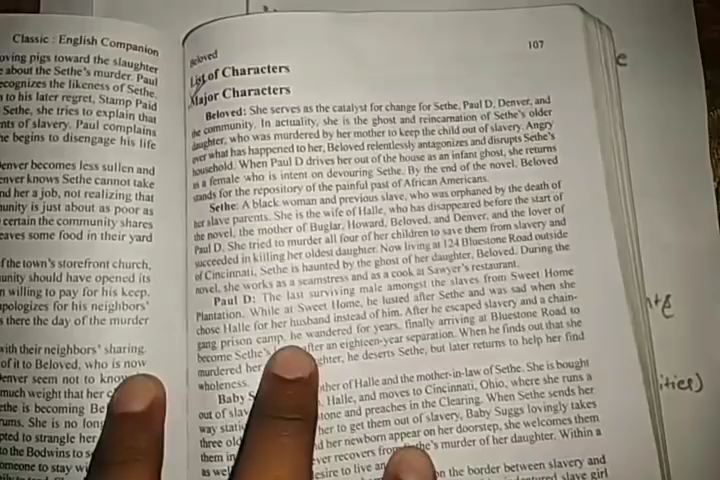 Classic : English Companion
oving pigs toward the slaughter
about the Sethe's murder. Paul
ecognizes the likeness of Sethe.
to his later regret, Stamp Paid
Sethe, she tries to explain that
nts of slavery. Paul complains
he begins to disengage his life
enver becomes less sullen and
enver knows Sethe cannot take
nd her a job, not realizing that
unity is just about as poor as
certain the community shares
eaves some food in their yard
f the town's storefront church,
unity should have opened its
n willing to pay for his keep.
pologizes for his neighbors'
s there the day of the murder
with their neighbors' sharing.
of it to Beloved, who is now
enver seem not to know
much weight that her
ethe is becoming Be
rums. She is no long
pted to strangle her
to the Bodwins to s
omeone to stay wi
Beloved
107
List of Characters
Major Characters
Beloved: She serves as the catalyst for change for Sethe, Paul D, Denver, and
the community. In actuality, she is the ghost and reincarnation of Sethe's older
daughter, who was murdered by her mother to keep the child out of slavery. Angry
over what has happened to her, Beloved relentlessly antagonizes and disrupts Sethe's
household. When Paul D drives her out of the house as an infant ghost, she returns
as a female who is intent on devouring Sethe. By the end of the novel, Beloved
stands for the repository of the painful past of African Americans.
Sethe: A black woman and previous slave, who was orphaned by the death of
her slave parents. She is the wife of Halle, who has disappeared before the start of
the novel, the mother of Buglar, Howard, Beloved, and Denver, and the lover of
Paul D. She tried to murder all four of her children to save them from slavery and
succeeded in killing her oldest daughter. Now living at 124 Bluestone Road outside
of Cincinnati, Sethe is haunted by the ghost of her daughter, Beloved. During the
novel, she works as a seamstress and as a cook at Sawyer's restaurant.
Paul D: The last surviving male amongst the slaves from Sweet Home
Plantation. While at Sweet Home, he lusted after Sethe and was sad when she
chose Halle for her husband instead of him. After he escaped slavery and a chain-
gang prison camp, he wandered for years, finally arriving at Bluestone Road to
become Sethe's after an eighteen-year separation. When he finds out that she
murdered her ghter, he deserts Sethe, but later returns to help her find
wholeness.
Baby S ther of Halle and the mother-in-law of Sethe. She is bought
out of slav Halle, and moves to Cincinnati, Ohio, where she runs a
way stati tone and preaches in the Clearing. When Sethe sends her
three old her to get them out of slavery, Baby Suggs lovingly takes
them in d her newborn appear on her doorstep, she welcomes them
as wel ver recovers from Sethe's murder of her daughter. Within a
esire to live an
on the border between slavery and
slave girl
e
ities)